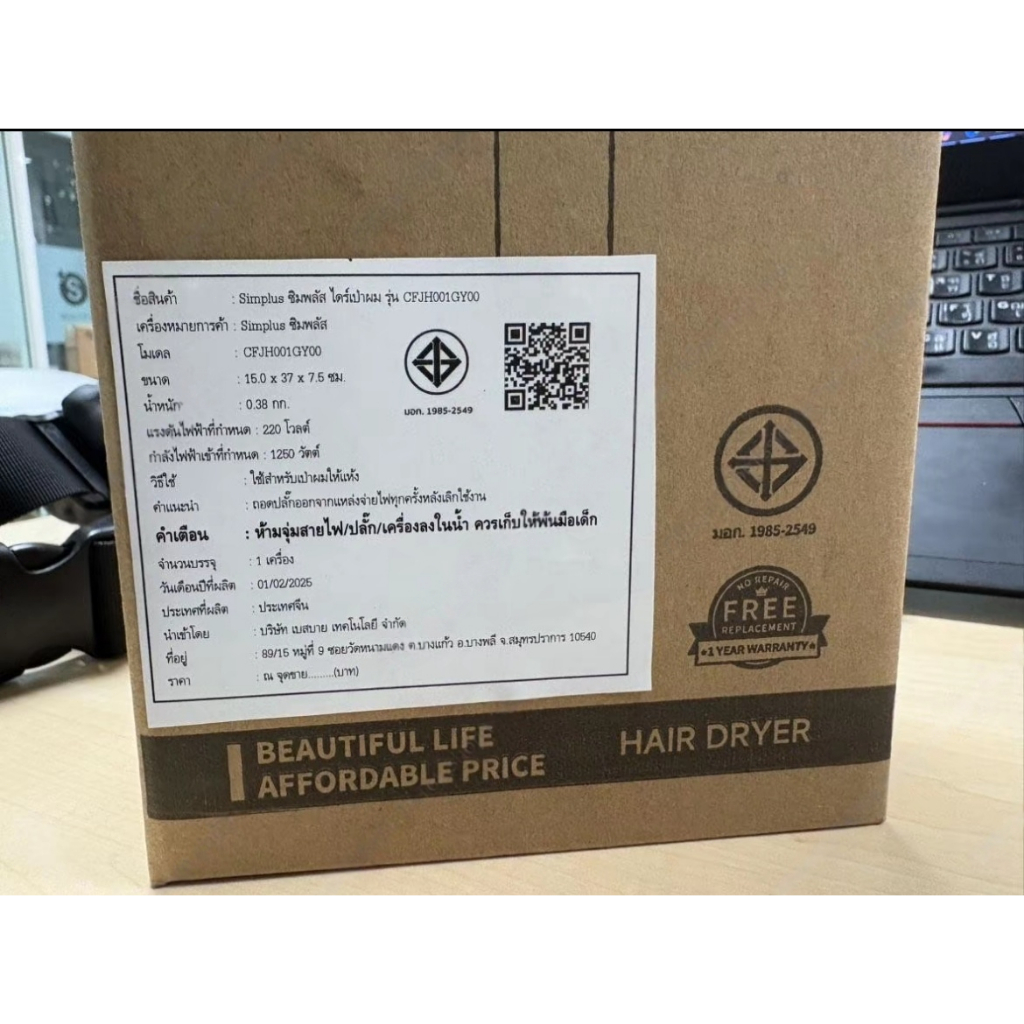 ชื่อสินค้า : Simplus ซิมพลัส ไดร์เป่าผม รุ่น CFJH001GY00
เครื่องหมายการค้า : Simplus ซิมพลัส
โมเดล : CFJH001GY00
ขนาด : 15.0 x 37 x 7.5 ซม.
น้ำหนัก : 0.38 กก.
แรงดันไฟฟ้าที่กำหนด : 220 โวลต์
กำลังไฟฟ้าเข้าที่กำหนด : 1250 วัตต์
วิธีใช้ : ใช้สำหรับเป่าผมให้แห้ง
คำแนะนำ : ถอดปลั๊กออกจากแหล่งจ่ายไฟทุกครั้งหลังเลิกใช้งาน
คำเตือน : ห้ามจุ่มสายไฟ/ปลั๊ก/เครื่องลงในน้ำ ควรเก็บให้พ้นมือเด็ก
จำนวนบรรจุ : 1 เครื่อง
วันเดือนปีที่ผลิต : 01/02/2025
ประเทศที่ผลิต : ประเทศจีน
นำเข้าโดย : บริษัท เบสบาย เทคโนโลยี จำกัด
ที่อยู่ : 89/15 หมู่ที่ 9 ซอยวัดหนามแดง ต.บางแก้ว อ.บางพลี จ.สมุทรปราการ 10540
ราคา : ณ จุดขาย.........(บาท)
มอก. 1985-2549
มอก. 1985-2549
NO REPAIR
FREE
REPLACEMENT
1 YEAR WARRANTY
BEAUTIFUL LIFE
AFFORDABLE PRICE
HAIR DRYER